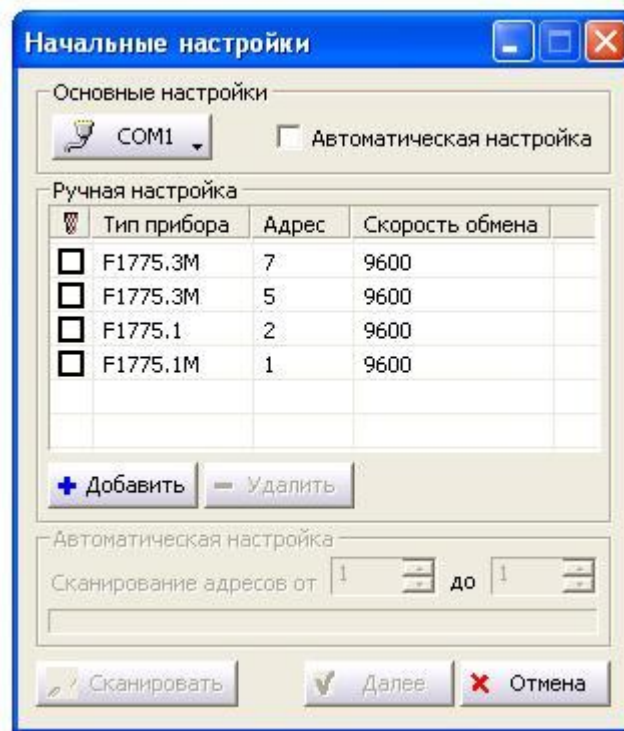 Начальные настройки
Основные настройки
COM1
Автоматическая настройка
Ручная настройка
Тип прибора Адрес Скорость обмена
F1775.3M 7 9600
F1775.3M 5 9600
F1775.1 2 9600
F1775.1M 1 9600
Добавить Удалить
Автоматическая настройка
Сканирование адресов от 1 до 1
Сканировать Далее Отмена